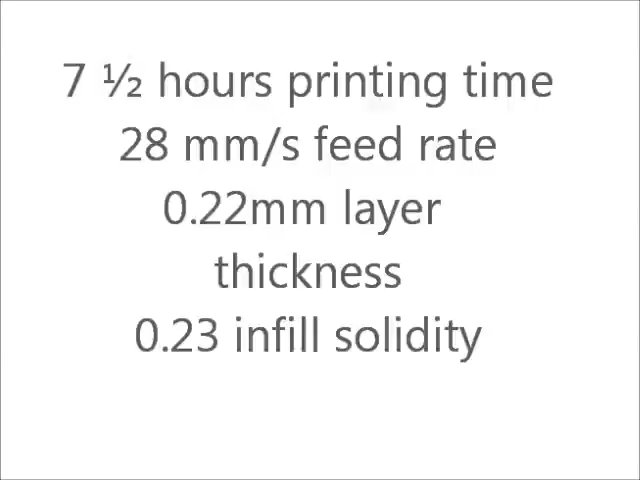 7 ½ hours printing time
28 mm/s feed rate
0.22mm layer
thickness
0.23 infill solidity